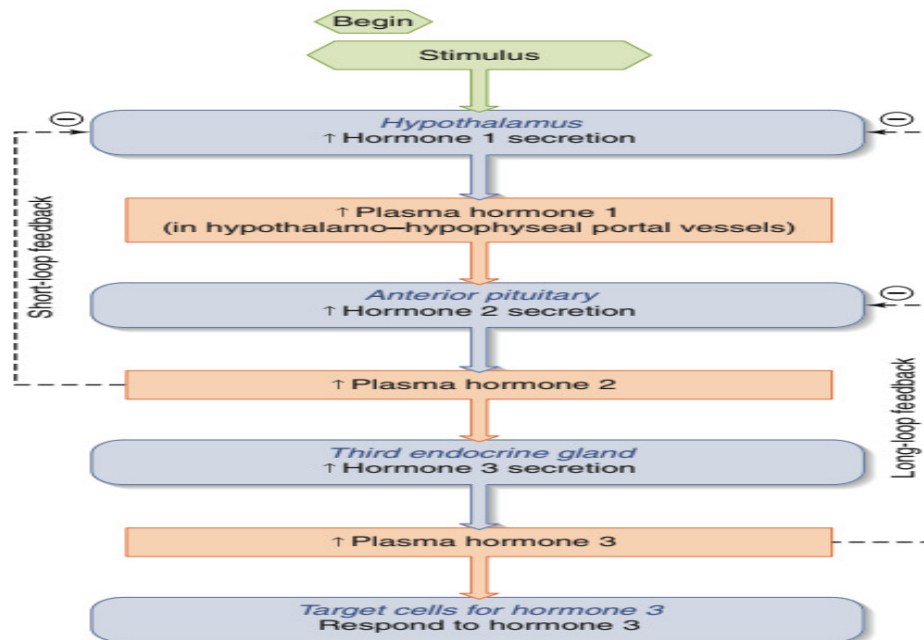 Begin
Stimulus
Hypothalamus
↑ Hormone 1 secretion
↑ Plasma hormone 1
(in hypothalamo–hypophyseal portal vessels)
Anterior pituitary
↑ Hormone 2 secretion
Short-loop feedback
↑ Plasma hormone 2
Third endocrine gland
↑ Hormone 3 secretion
Long-loop feedback
↑ Plasma hormone 3
Target cells for hormone 3
Respond to hormone 3